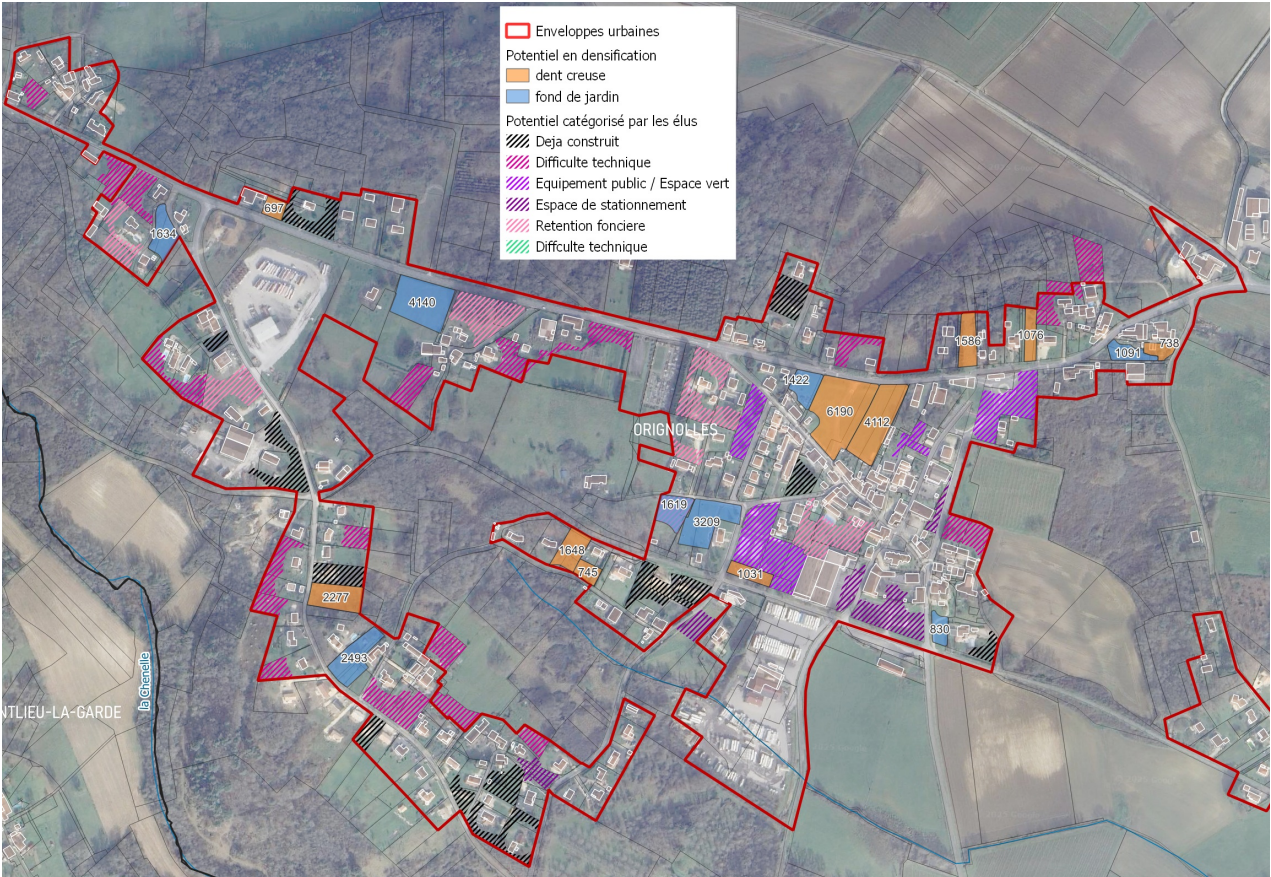 Enveloppes urbaines
Potentiel en densification
dent creuse
fond de jardin
Potentiel catégorisé par les élus
Deja construit
Difficulte technique
Equipement public / Espace vert
Espace de stationnement
Retention fonciere
Diffculte technique
697
1634
4140
1586
1076
1091
738
1422
6190
4112
ORIGNOLLES
1619
3209
1648
745
1031
2277
830
2493
la Chenelle
NTLIEU-LA-GARDE